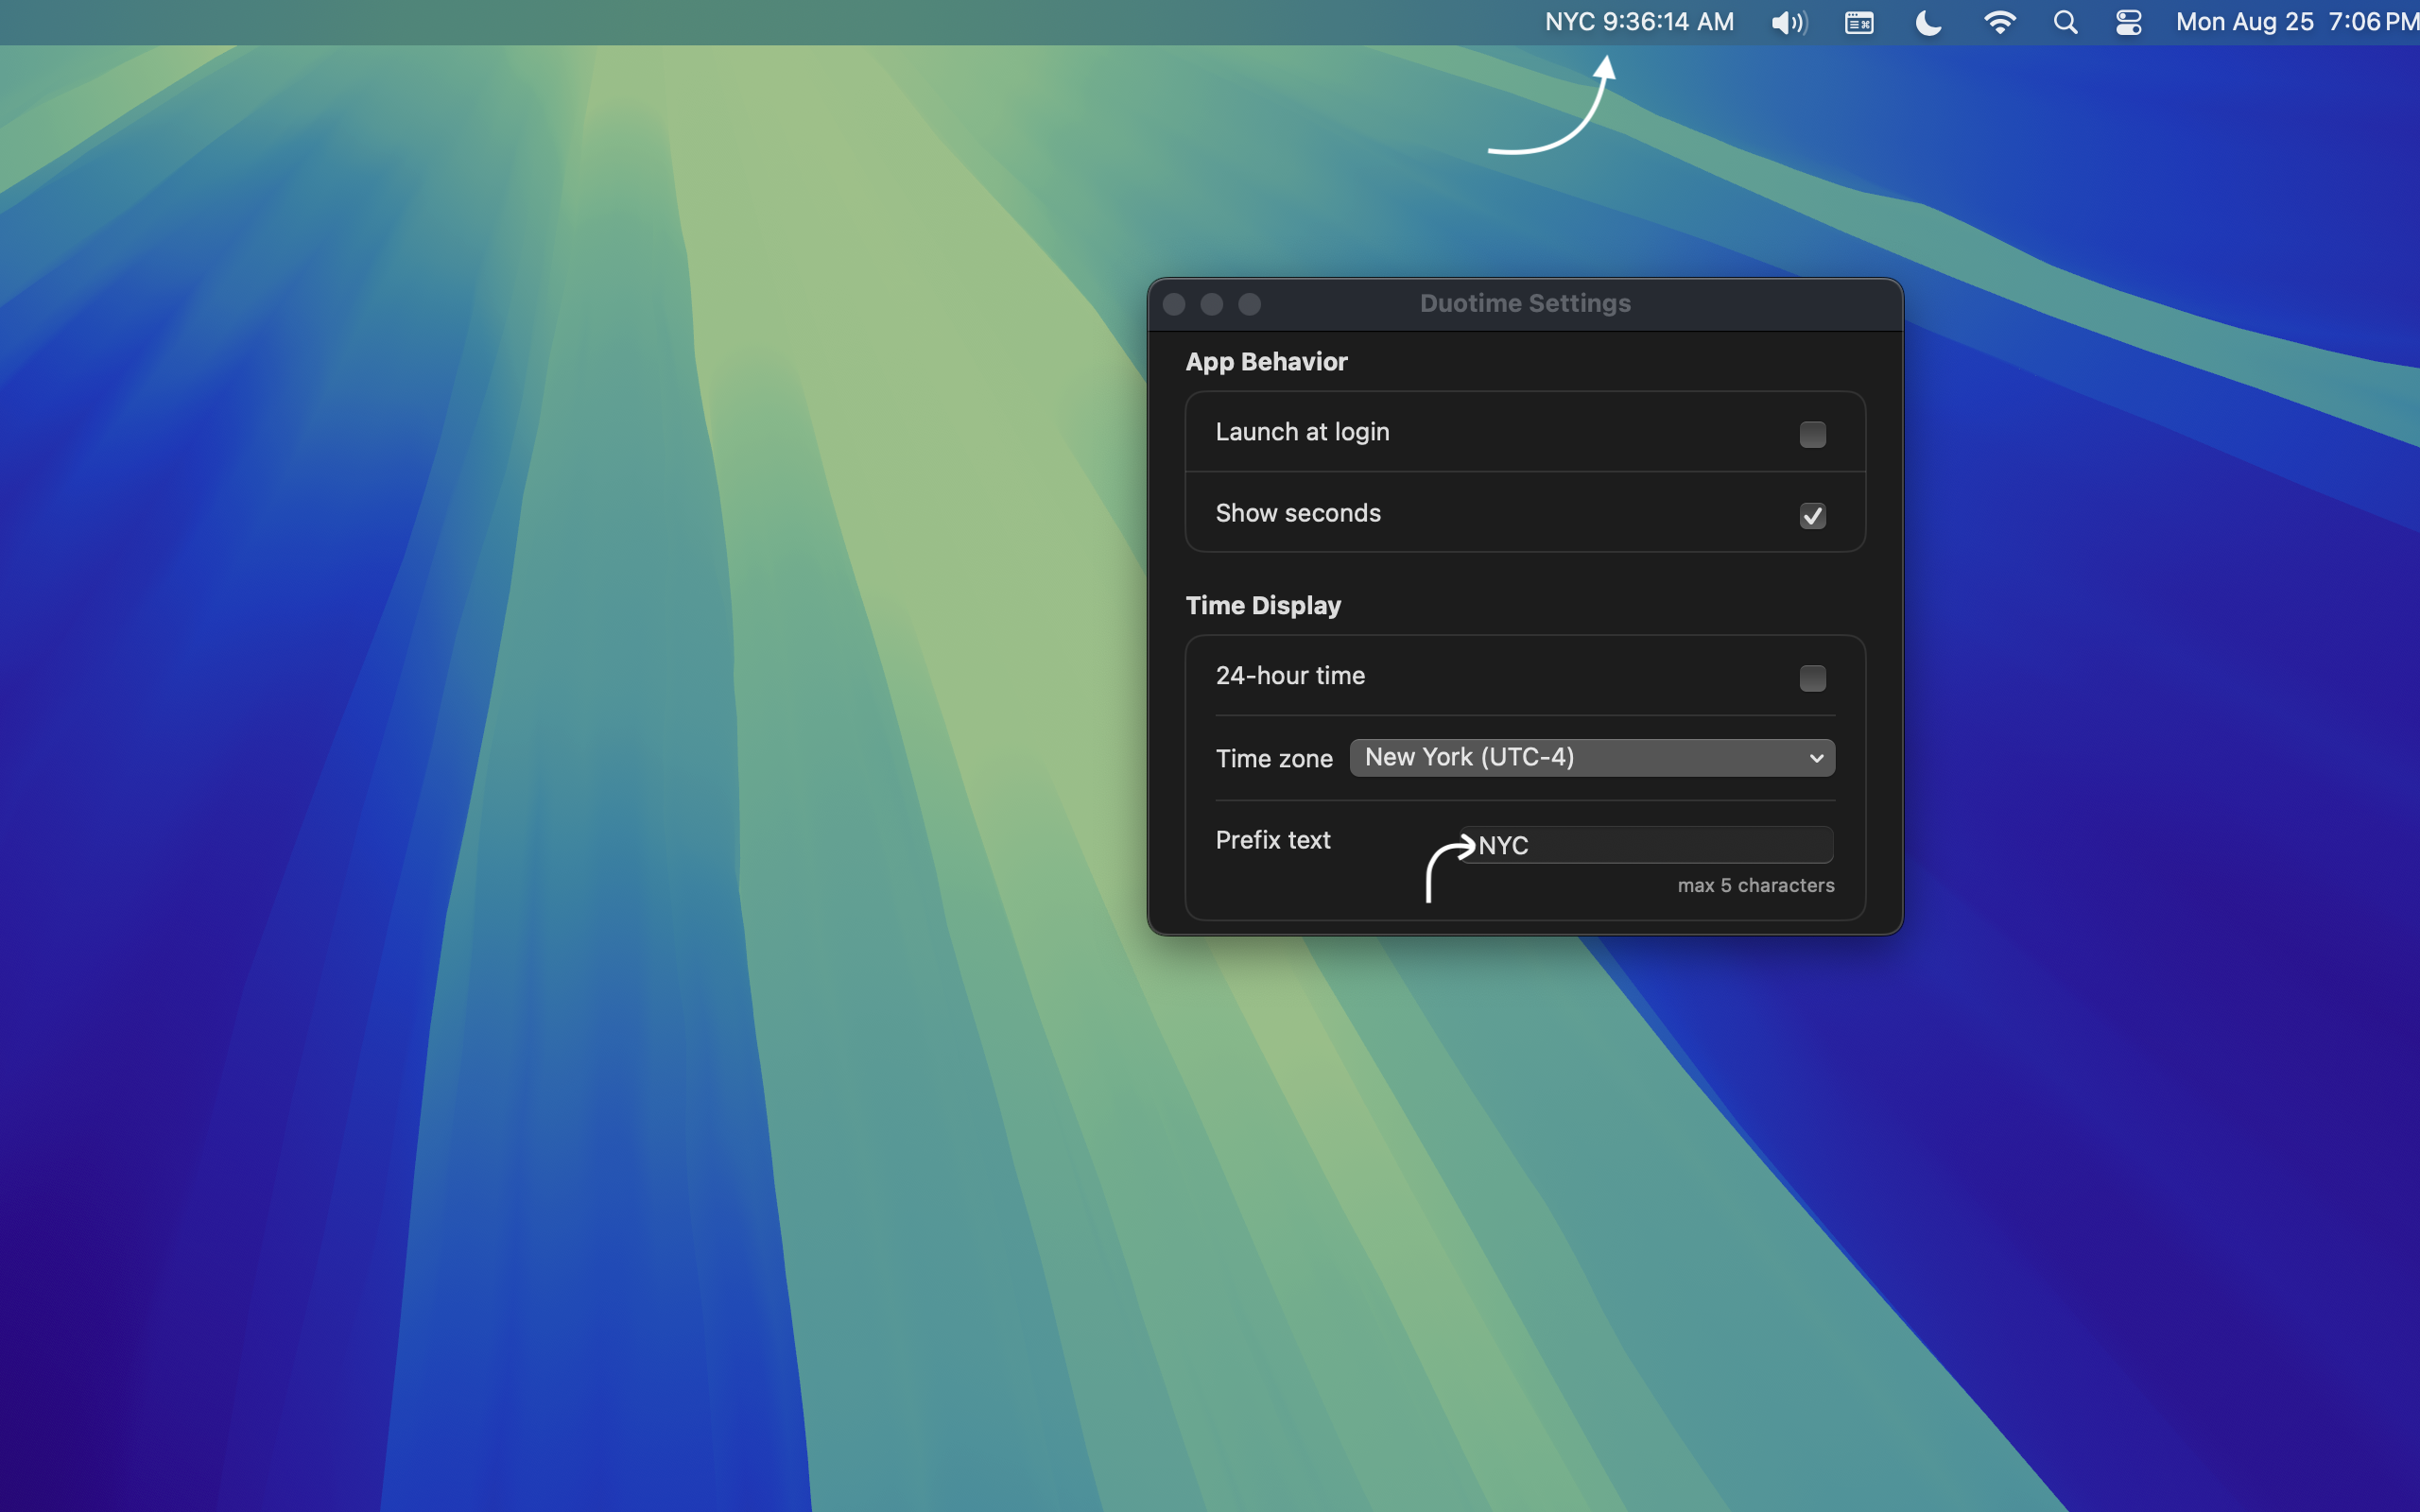 NYC 9:36:14 AM Mon Aug 25 7:06 PM
Duotime Settings
App Behavior
Launch at login
Show seconds
Time Display
24-hour time
Time zone New York (UTC-4)
Prefix text NYC
max 5 characters